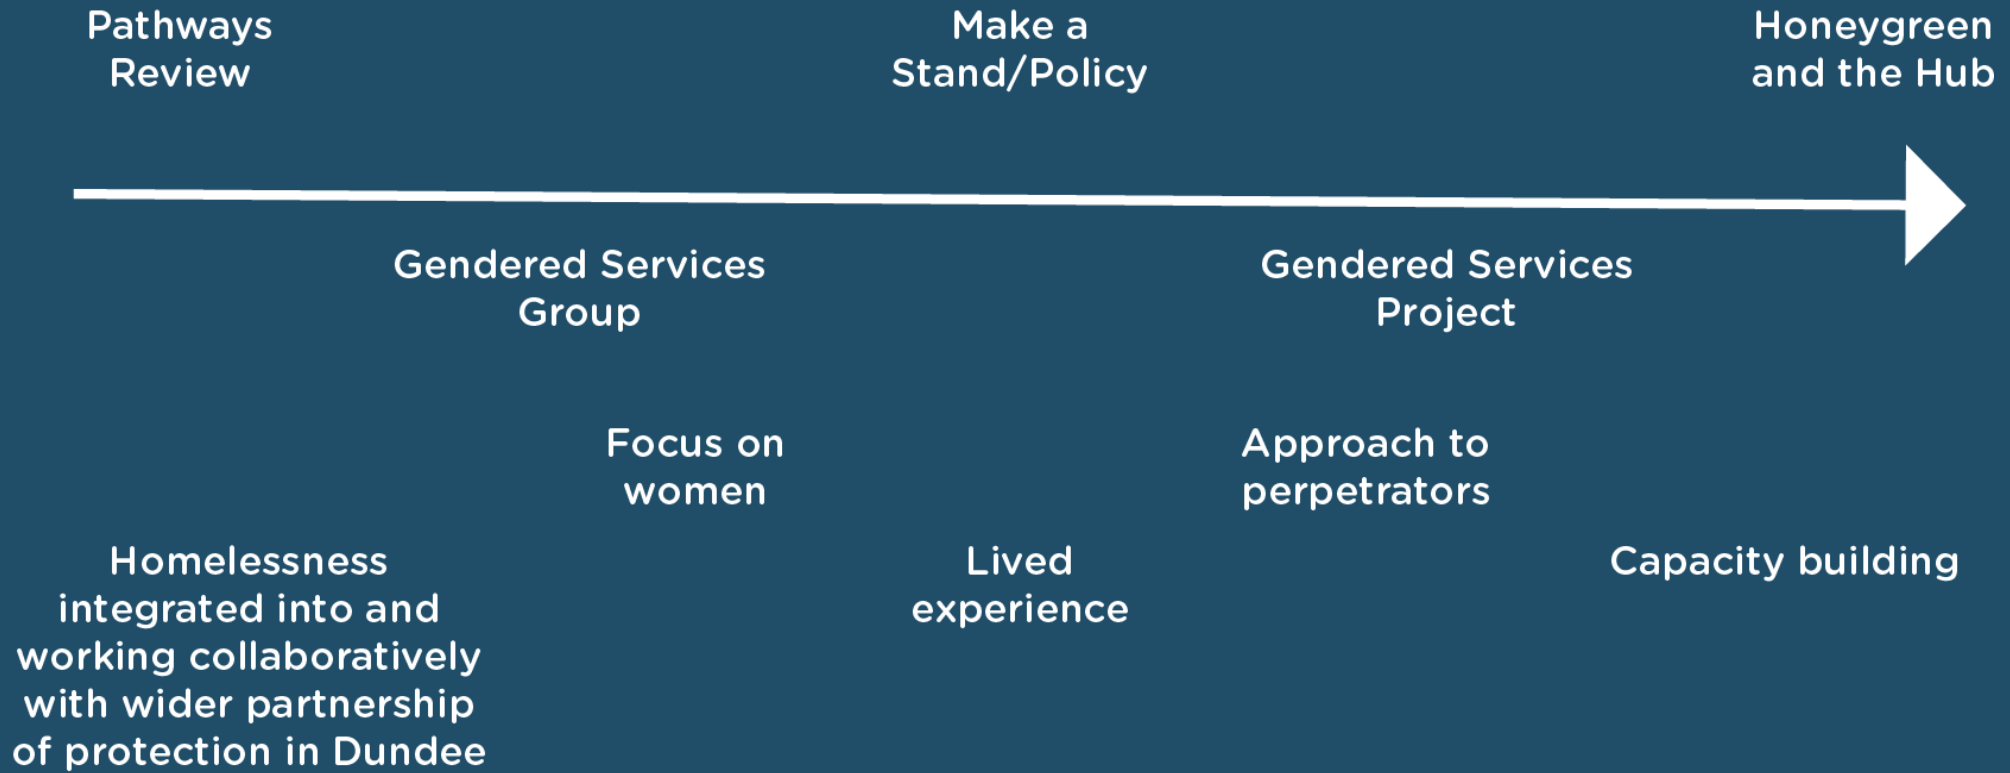 Pathways
Review
Make a
Stand/Policy
Honeygreen
and the Hub
Gendered Services
Group
Gendered Services
Project
Focus on
women
Approach to
perpetrators
Homelessness
integrated into and
working collaboratively
with wider partnership
of protection in Dundee
Lived
experience
Capacity building